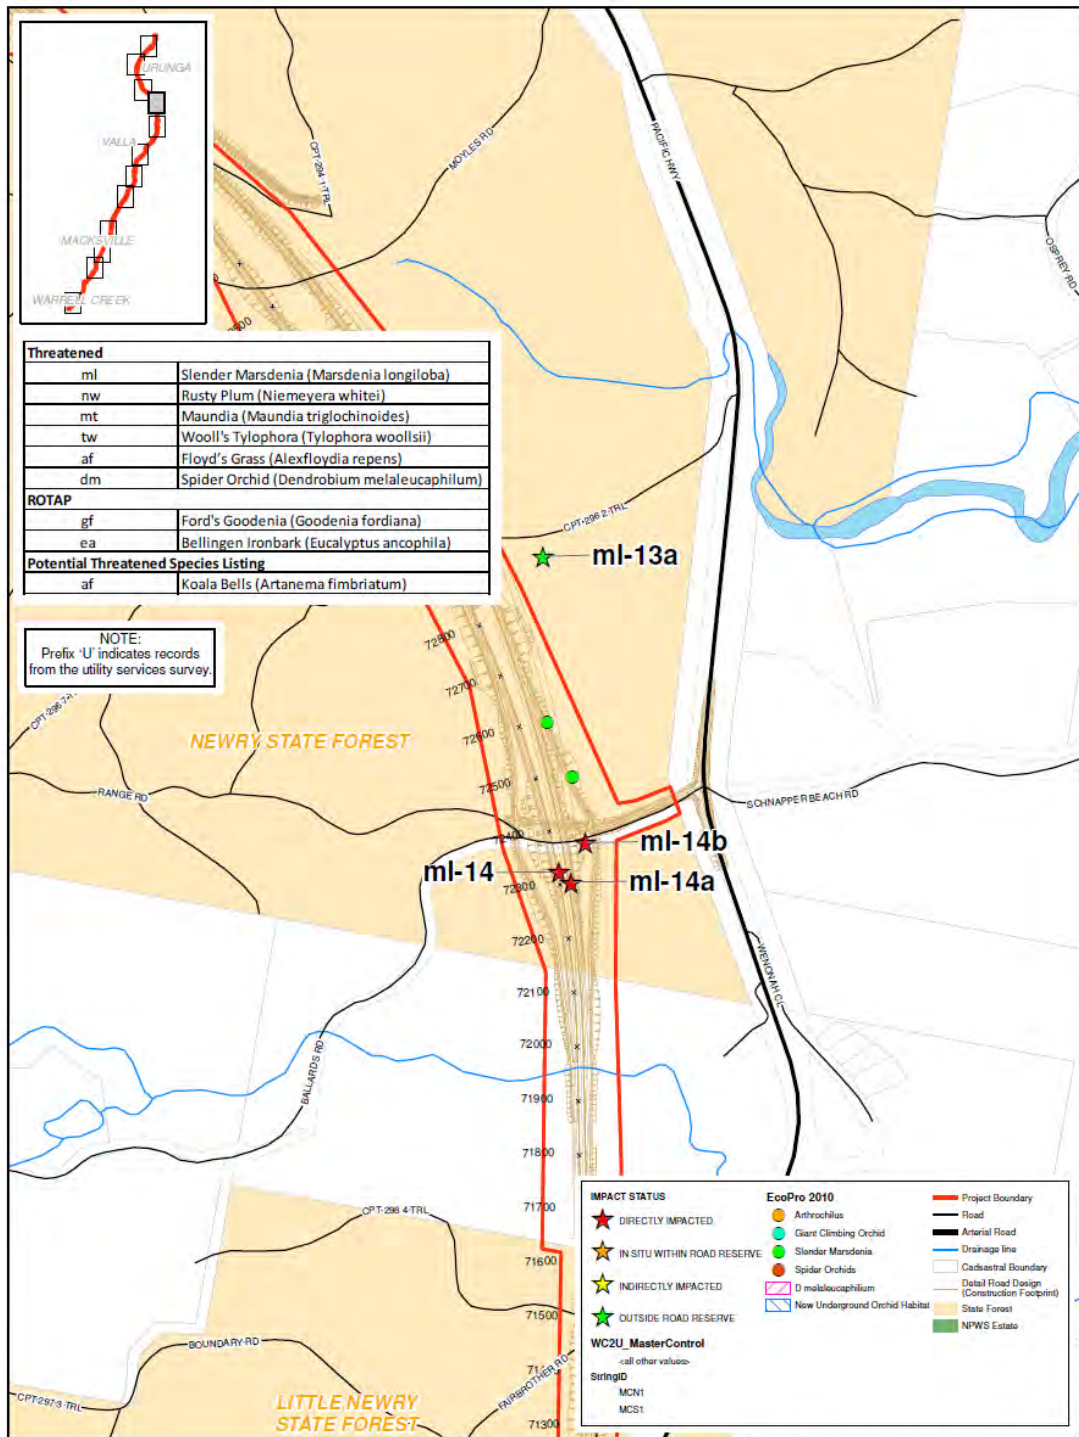 URUNGA
VALLA
MACKSVILLE
WARRELL CREEK
CPT-294-1-TRL
MOYLES RD
PACIFIC HWY
OSPREY RD
Threatened
ml Slender Marsdenia (Marsdenia longiloba)
nw Rusty Plum (Niemeyera whitei)
mt Maundia (Maundia triglochinoides)
tw Wooll's Tylophora (Tylophora woollsii)
af Floyd's Grass (Alexfloydia repens)
dm Spider Orchid (Dendrobium melaleucaphilum)
ROTAP
gf Ford's Goodenia (Goodenia fordiana)
ea Bellingen Ironbark (Eucalyptus ancophila)
Potential Threatened Species Listing
af Koala Bells (Artanema fimbriatum)
CPT-296 2-TRL
ml-13a
NOTE:
Prefix 'U' indicates records
from the utility services survey.
72800
72700
72600
72500
72400
72300
72200
72100
72000
71900
71800
71700
71600
71500
71300
NEWRY STATE FOREST
RANGE RD
SCHNAPPER BEACH RD
ml-14b
ml-14
ml-14a
WENONAH CL
BALLARDS RD
CPT-298 4-TRL
BOUNDARY RD
FAIRBROTHER RD
CPT-297-3-TRL
LITTLE NEWRY
STATE FOREST
IMPACT STATUS
DIRECTLY IMPACTED
IN SITU WITHIN ROAD RESERVE
INDIRECTLY IMPACTED
OUTSIDE ROAD RESERVE
WC2U_MasterControl
<all other values>
StringID
MCN1
MCS1
EcoPro 2010
Arthrochilus
Giant Climbing Orchid
Slender Marsdenia
Spider Orchids
D melaleucaphilium
New Underground Orchid Habitat
Project Boundary
Road
Arterial Road
Drainage line
Cadsastral Boundary
Detail Road Design
(Construction Footprint)
State Forest
NPWS Estate